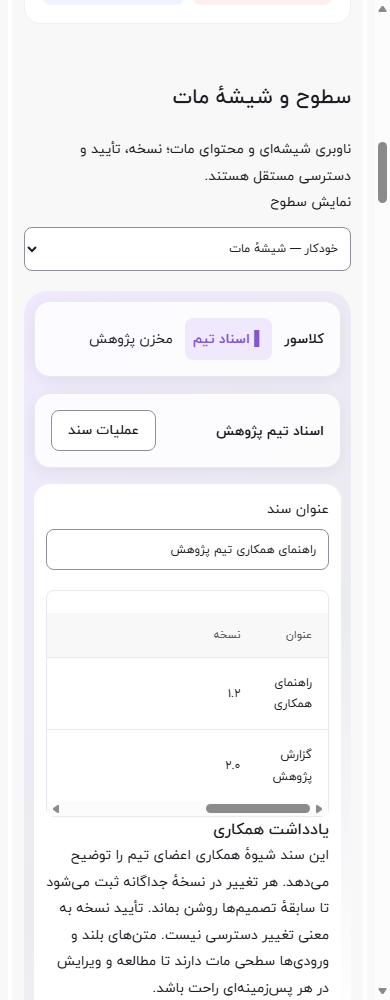 سطوح و شیشهٔ مات
ناوبری شیشه‌ای و محتوای مات؛ نسخه، تأیید و
دسترسی مستقل هستند.
نمایش سطوح
خودکار — شیشهٔ مات
کلاسور اسناد تیم مخزن پژوهش
اسناد تیم پژوهش عملیات سند
عنوان سند
راهنمای همکاری تیم پژوهش
عنوان نسخه
راهنمای
همکاری
۱.۲
گزارش
پژوهش
۲.۰
یادداشت همکاری
این سند شیوهٔ همکاری اعضای تیم را توضیح
می‌دهد. هر تغییر در نسخهٔ جداگانه ثبت می‌شود
تا سابقهٔ تصمیم‌ها روشن بماند. تأیید نسخه به
معنی تغییر دسترسی نیست. متن‌های بلند و
ورودی‌ها سطحی مات دارند تا مطالعه و ویرایش
در هر پس‌زمینه‌ای راحت باشد.